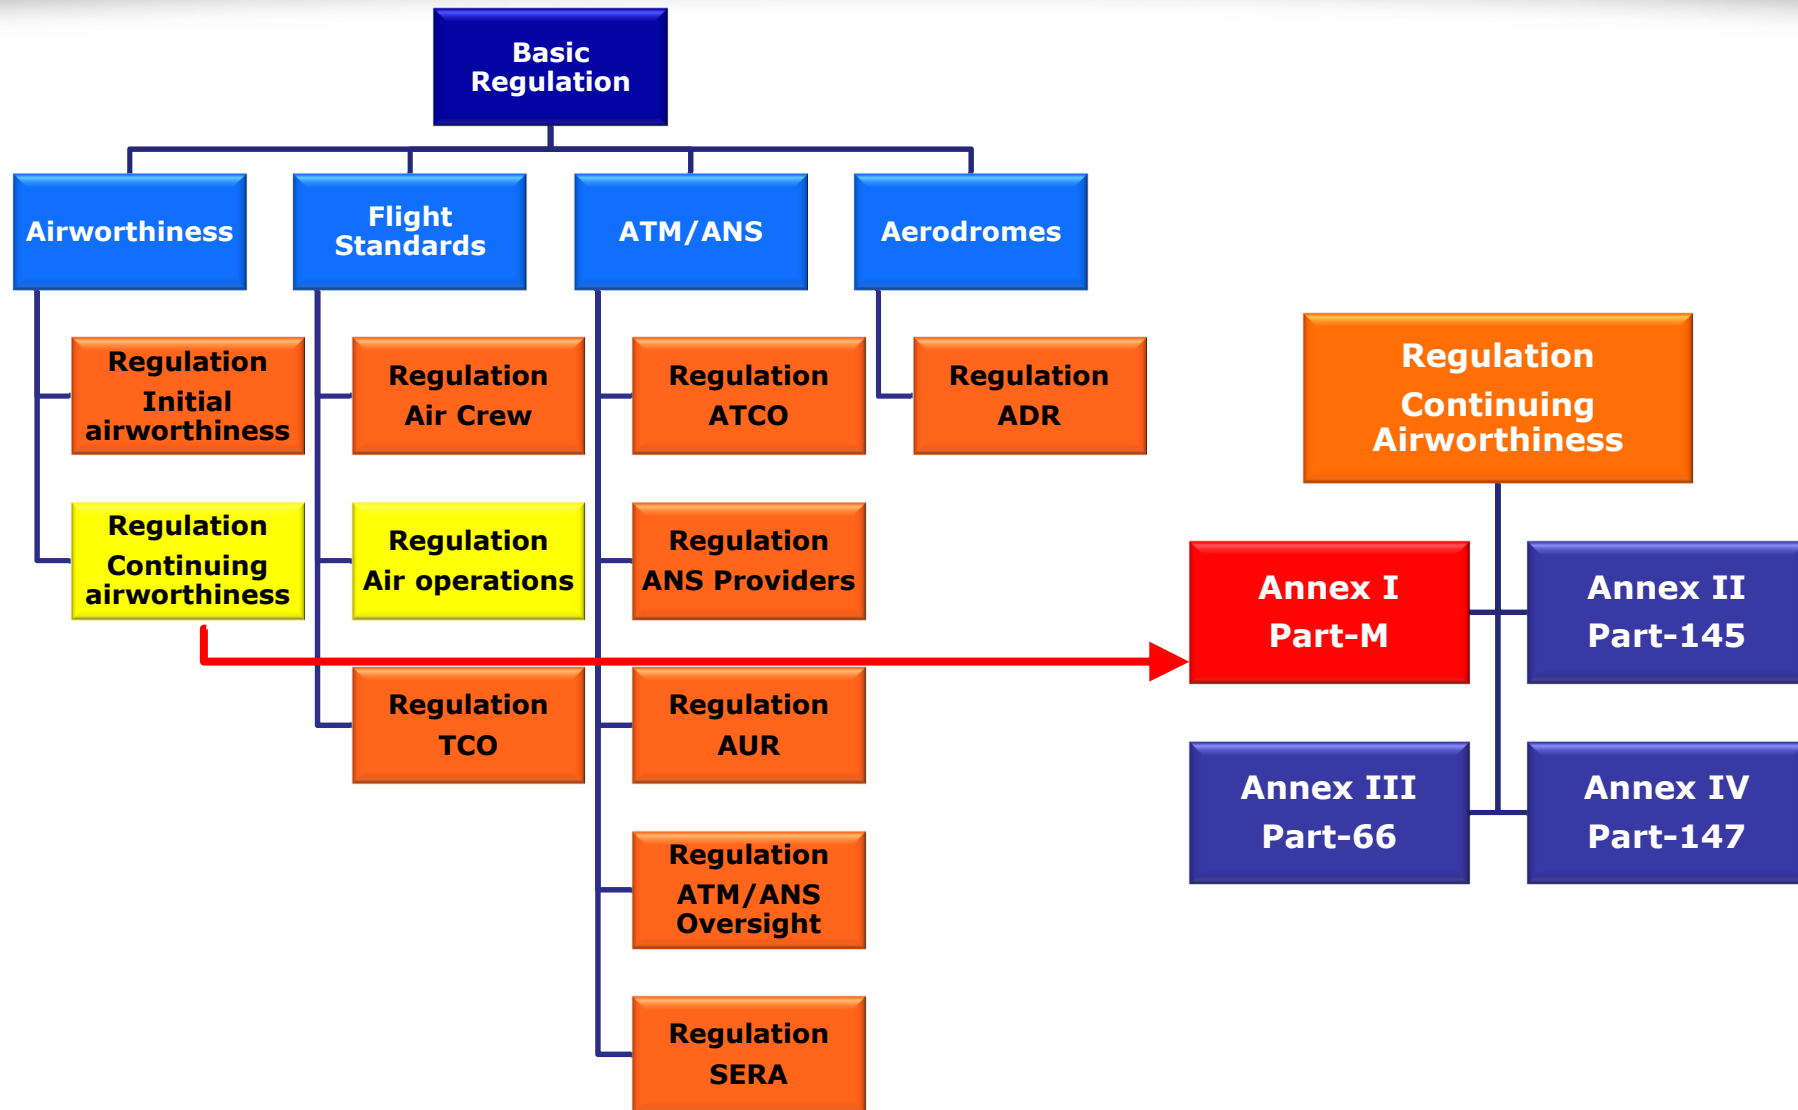 Basic
Regulation
Airworthiness
Flight
Standards
ATM/ANS
Aerodromes
Regulation
Initial
airworthiness
Regulation
Air Crew
Regulation
ATCO
Regulation
ADR
Regulation
Continuing
airworthiness
Regulation
Air operations
Regulation
ANS Providers
Regulation
TCO
Regulation
AUR
Regulation
ATM/ANS
Oversight
Regulation
SERA
Regulation
Continuing
Airworthiness
Annex I
Part-M
Annex II
Part-145
Annex III
Part-66
Annex IV
Part-147